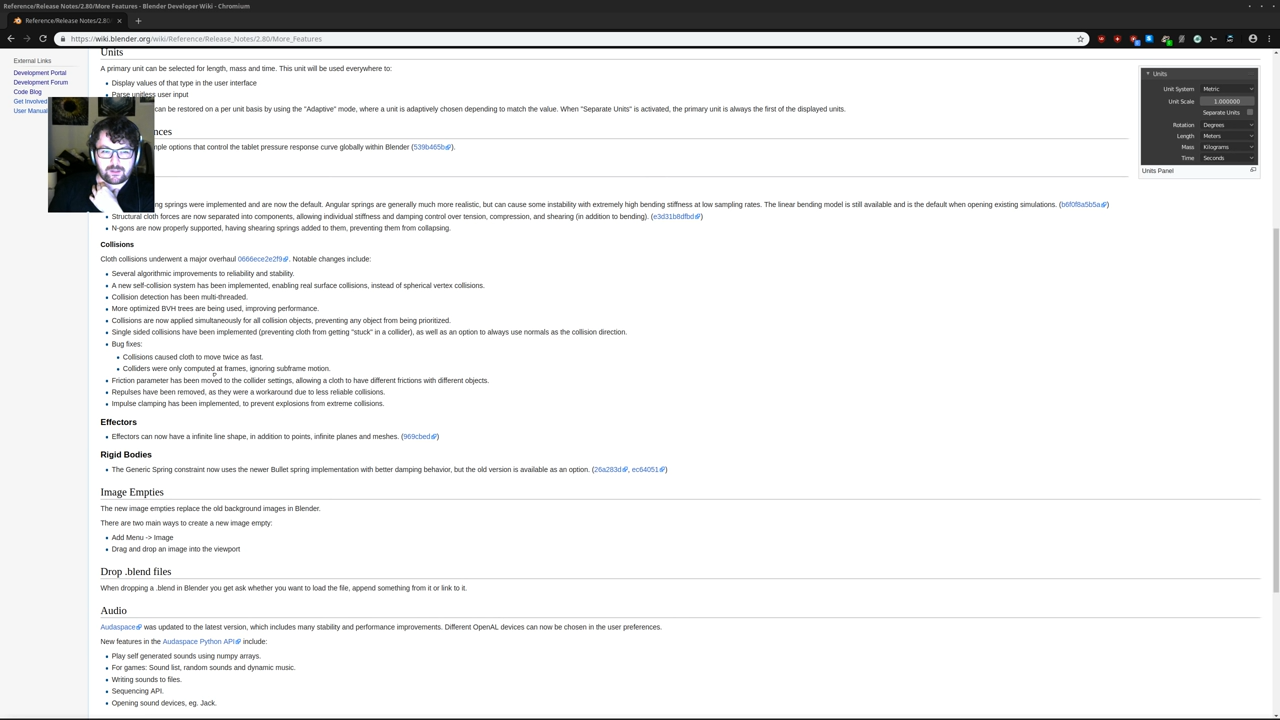 Reference/Release Notes/2.80/More Features - Blender Developer Wiki - Chromium
Reference/Release Notes/2.80
https://wiki.blender.org/wiki/Reference/Release_Notes/2.80/More_Features
External Links
Development Portal
Development Forum
Code Blog
Get Involved
User Manual
Units
A primary unit can be selected for length, mass and time. This unit will be used everywhere to:
Display values of that type in the user interface
Parse unitless user input
can be restored on a per unit basis by using the "Adaptive" mode, where a unit is adaptively chosen depending to match the value. When "Separate Units" is activated, the primary unit is always the first of the displayed units.
Units
Unit System Metric
Unit Scale 1.000000
Separate Units
Rotation Degrees
Length Meters
Mass Kilograms
Time Seconds
Units Panel
nces
mple options that control the tablet pressure response curve globally within Blender (539b465b).
ng springs were implemented and are now the default. Angular springs are generally much more realistic, but can cause some instability with extremely high bending stiffness at low sampling rates. The linear bending model is still available and is the default when opening existing simulations. (b6f0f8a5b5a)
Structural cloth forces are now separated into components, allowing individual stiffness and damping control over tension, compression, and shearing (in addition to bending). (e3d31b8dfbd)
N-gons are now properly supported, having shearing springs added to them, preventing them from collapsing.
Collisions
Cloth collisions underwent a major overhaul 0666ece2e2f9. Notable changes include:
Several algorithmic improvements to reliability and stability.
A new self-collision system has been implemented, enabling real surface collisions, instead of spherical vertex collisions.
Collision detection has been multi-threaded.
More optimized BVH trees are being used, improving performance.
Collisions are now applied simultaneously for all collision objects, preventing any object from being prioritized.
Single sided collisions have been implemented (preventing cloth from getting "stuck" in a collider), as well as an option to always use normals as the collision direction.
Bug fixes:
Collisions caused cloth to move twice as fast.
Colliders were only computed at frames, ignoring subframe motion.
Friction parameter has been moved to the collider settings, allowing a cloth to have different frictions with different objects.
Repulses have been removed, as they were a workaround due to less reliable collisions.
Impulse clamping has been implemented, to prevent explosions from extreme collisions.
Effectors
Effectors can now have a infinite line shape, in addition to points, infinite planes and meshes. (969cbed)
Rigid Bodies
The Generic Spring constraint now uses the newer Bullet spring implementation with better damping behavior, but the old version is available as an option. (26a283d, ec64051)
Image Empties
The new image empties replace the old background images in Blender.
There are two main ways to create a new image empty:
Add Menu -> Image
Drag and drop an image into the viewport
Drop .blend files
When dropping a .blend in Blender you get ask whether you want to load the file, append something from it or link to it.
Audio
Audaspace was updated to the latest version, which includes many stability and performance improvements. Different OpenAL devices can now be chosen in the user preferences.
New features in the Audaspace Python API include:
Play self generated sounds using numpy arrays.
For games: Sound list, random sounds and dynamic music.
Writing sounds to files.
Sequencing API.
Opening sound devices, eg. Jack.